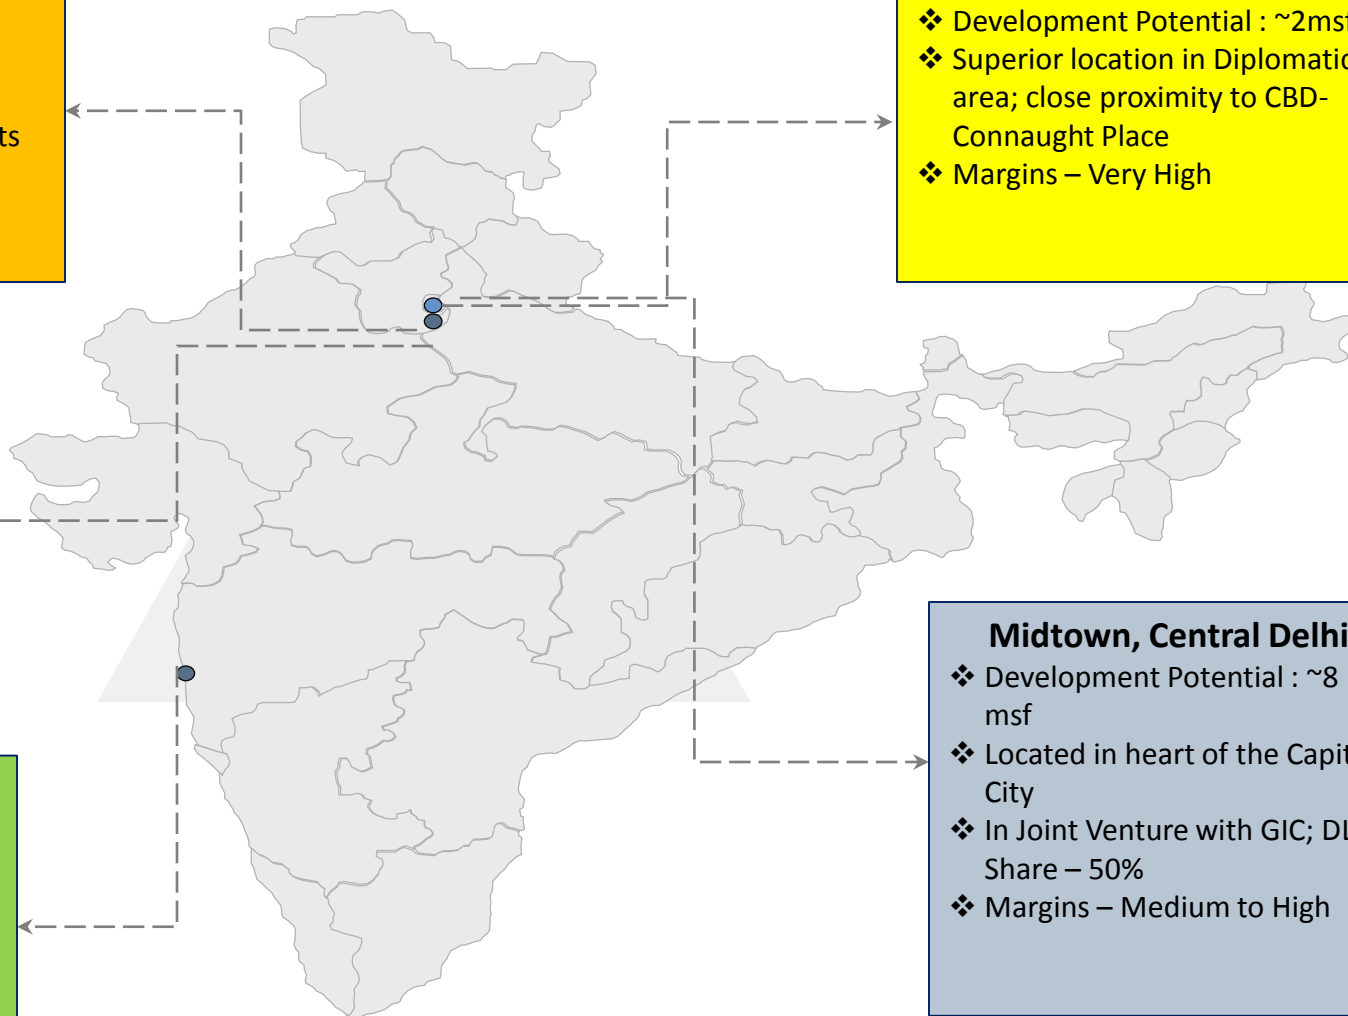 ts
❖ Development Potential : ~2msf
❖ Superior location in Diplomatic
area; close proximity to CBD-
Connaught Place
❖ Margins – Very High
Midtown, Central Delhi
❖ Development Potential : ~8
msf
❖ Located in heart of the Capit
City
❖ In Joint Venture with GIC; DL
Share – 50%
❖ Margins – Medium to High